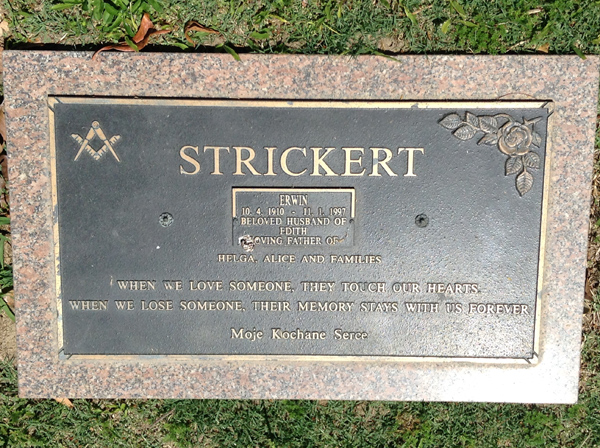 STRICKERT
ERWIN
10. 4. 1910 - 11. 1. 1997
BELOVED HUSBAND OF
EDITH
LOVING FATHER OF
HELGA, ALICE AND FAMILIES
WHEN WE LOVE SOMEONE, THEY TOUCH OUR HEARTS
WHEN WE LOSE SOMEONE, THEIR MEMORY STAYS WITH US FOREVER
Moje Kochane Serce